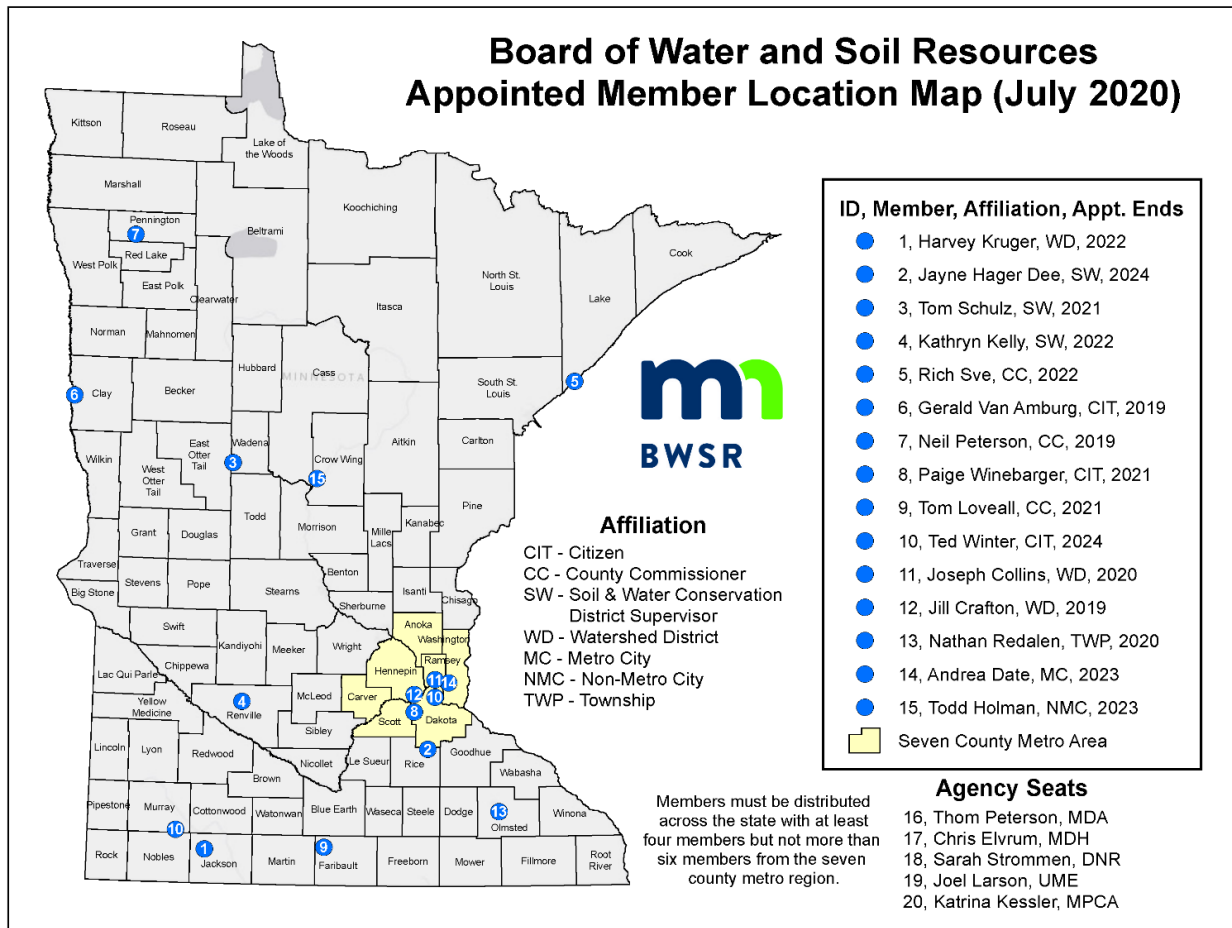 Board of Water and Soil Resources
Appointed Member Location Map (July 2020)
Kittson
Roseau
Lake of
the Woods
Marshall
Koochiching
Pennington
7
Beltrami
Red Lake
West Polk
East Polk
Clearwater
North St.
Louis
Cook
Lake
Itasca
Norman
Mahnomen
Hubbard
Cass
MINNESOTA
6
Clay
Becker
South St.
Louis
5
Wadena
East
Otter
Tail
3
Aitkin
Carlton
Crow Wing
15
Wilkin
West
Otter
Tail
Pine
Todd
Morrison
Mille
Lacs
Kanabec
Grant
Douglas
Traverse
Stevens
Pope
Benton
Big Stone
Stearns
Sherburne
Isanti
Chisago
Swift
Anoka
Washington
Kandiyohi
Meeker
Wright
Hennepin
Ramsey
Chippewa
Lac Qui Parle
McLeod
Carver
11
14
12
10
8
4
Renville
Yellow
Medicine
Scott
Dakota
Sibley
2
Lincoln
Lyon
Redwood
Nicollet
Le Sueur
Rice
Goodhue
Wabasha
Brown
Pipestone
Murray
Cottonwood
Watonwan
Blue Earth
Waseca
Steele
Dodge
13
Olmsted
Winona
10
Rock
Nobles
1
Jackson
Martin
9
Faribault
Freeborn
Mower
Fillmore
Root
River
mn
BWSR
Affiliation
CIT - Citizen
CC - County Commissioner
SW - Soil & Water Conservation
District Supervisor
WD - Watershed District
MC - Metro City
NMC - Non-Metro City
TWP - Township
Members must be distributed
across the state with at least
four members but not more than
six members from the seven
county metro region.
ID, Member, Affiliation, Appt. Ends
1, Harvey Kruger, WD, 2022
2, Jayne Hager Dee, SW, 2024
3, Tom Schulz, SW, 2021
4, Kathryn Kelly, SW, 2022
5, Rich Sve, CC, 2022
6, Gerald Van Amburg, CIT, 2019
7, Neil Peterson, CC, 2019
8, Paige Winebarger, CIT, 2021
9, Tom Loveall, CC, 2021
10, Ted Winter, CIT, 2024
11, Joseph Collins, WD, 2020
12, Jill Crafton, WD, 2019
13, Nathan Redalen, TWP, 2020
14, Andrea Date, MC, 2023
15, Todd Holman, NMC, 2023
Seven County Metro Area
Agency Seats
16, Thom Peterson, MDA
17, Chris Elvrum, MDH
18, Sarah Strommen, DNR
19, Joel Larson, UME
20, Katrina Kessler, MPCA